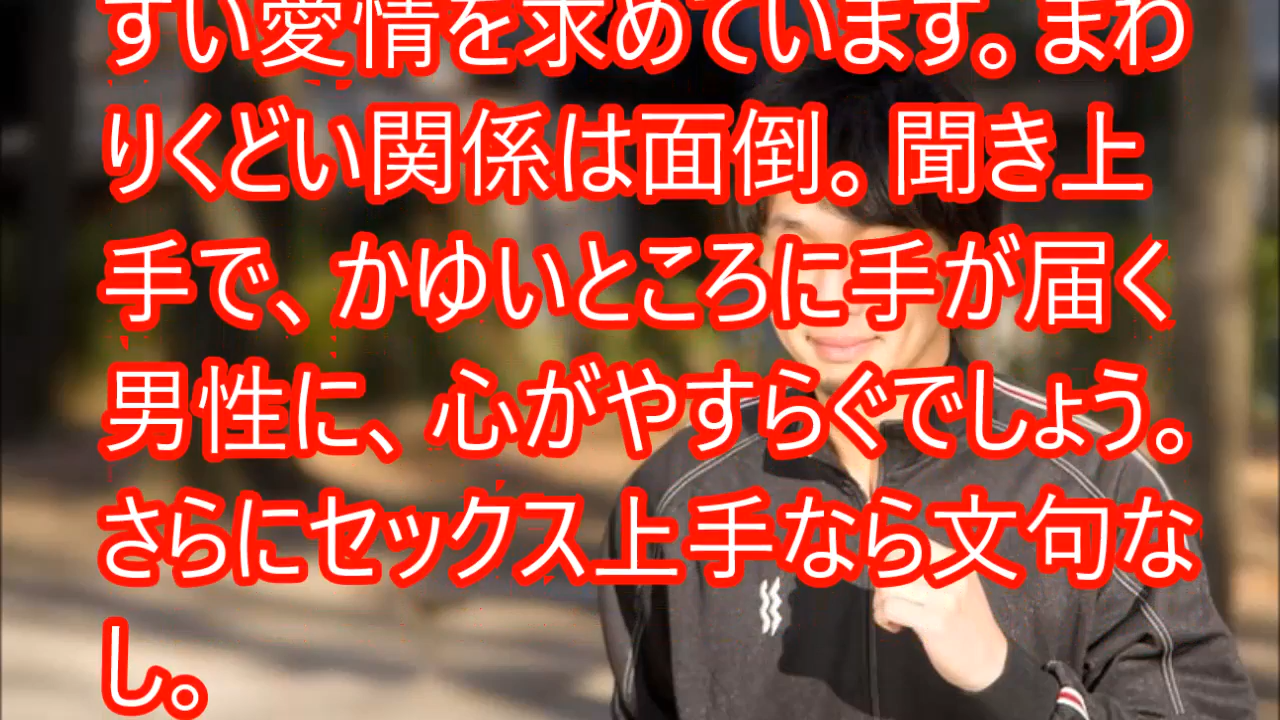 すい愛情を求めています。まわ
りくどい関係は面倒。聞き上
手で、かゆいところに手が届く
男性に、心がやすらぐでしょう。
さらにセックス上手なら文句な
し。